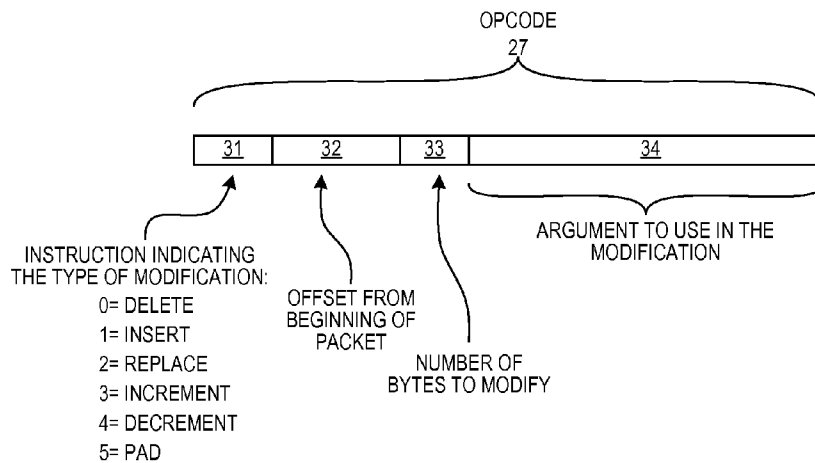 OPCODE
27
31 32 33 34
INSTRUCTION INDICATING
THE TYPE OF MODIFICATION:
0= DELETE
1= INSERT
2= REPLACE
3= INCREMENT
4= DECREMENT
5= PAD
OFFSET FROM
BEGINNING OF
PACKET
NUMBER OF
BYTES TO MODIFY
ARGUMENT TO USE IN THE
MODIFICATION